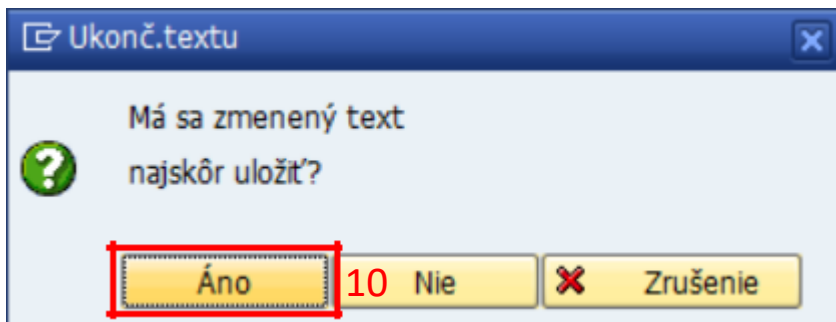 Ukonč.textu
Má sa zmenený text
najskôr uložiť?
Áno 10 Nie Zrušenie